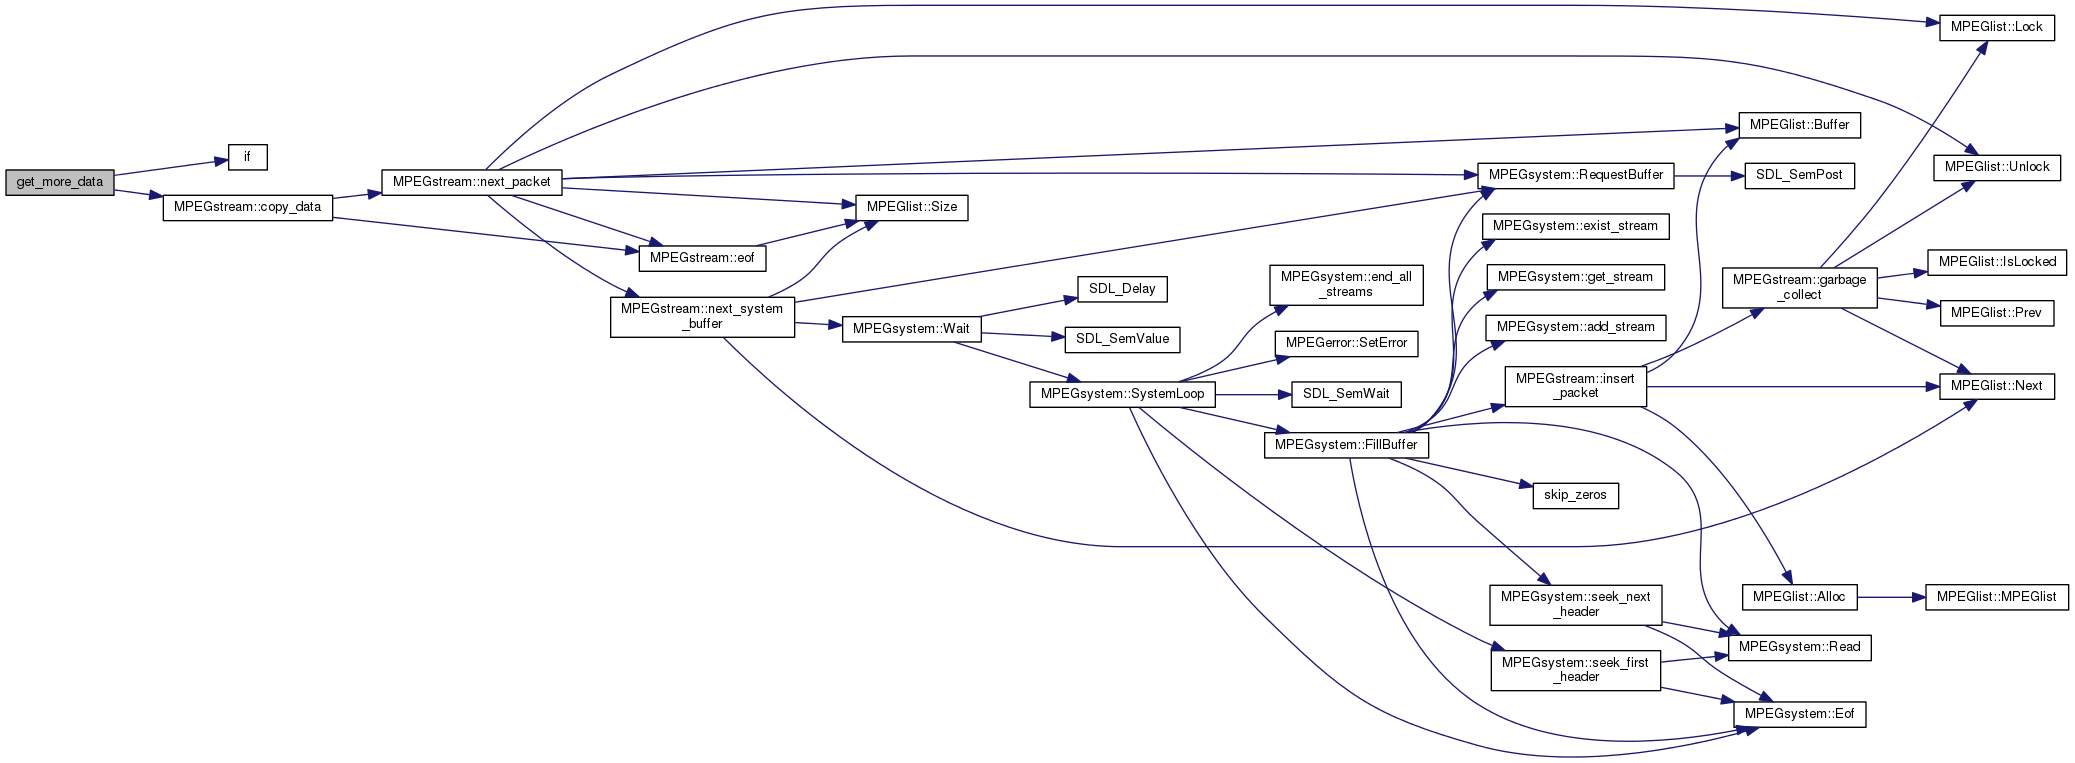 get_more_data
if
MPEGstream::copy_data
MPEGstream::next_packet
MPEGlist::Size
MPEGstream::eof
MPEGstream::next_system
_buffer
MPEGsystem::Wait
SDL_Delay
SDL_SemValue
MPEGsystem::SystemLoop
MPEGsystem::end_all
_streams
MPEGerror::SetError
SDL_SemWait
MPEGsystem::FillBuffer
MPEGsystem::RequestBuffer
MPEGsystem::exist_stream
MPEGsystem::get_stream
MPEGsystem::add_stream
MPEGstream::insert
_packet
skip_zeros
MPEGsystem::seek_next
_header
MPEGsystem::seek_first
_header
MPEGlist::Buffer
SDL_SemPost
MPEGstream::garbage
_collect
MPEGlist::Alloc
MPEGsystem::Read
MPEGsystem::Eof
MPEGlist::Lock
MPEGlist::Unlock
MPEGlist::IsLocked
MPEGlist::Prev
MPEGlist::Next
MPEGlist::MPEGlist